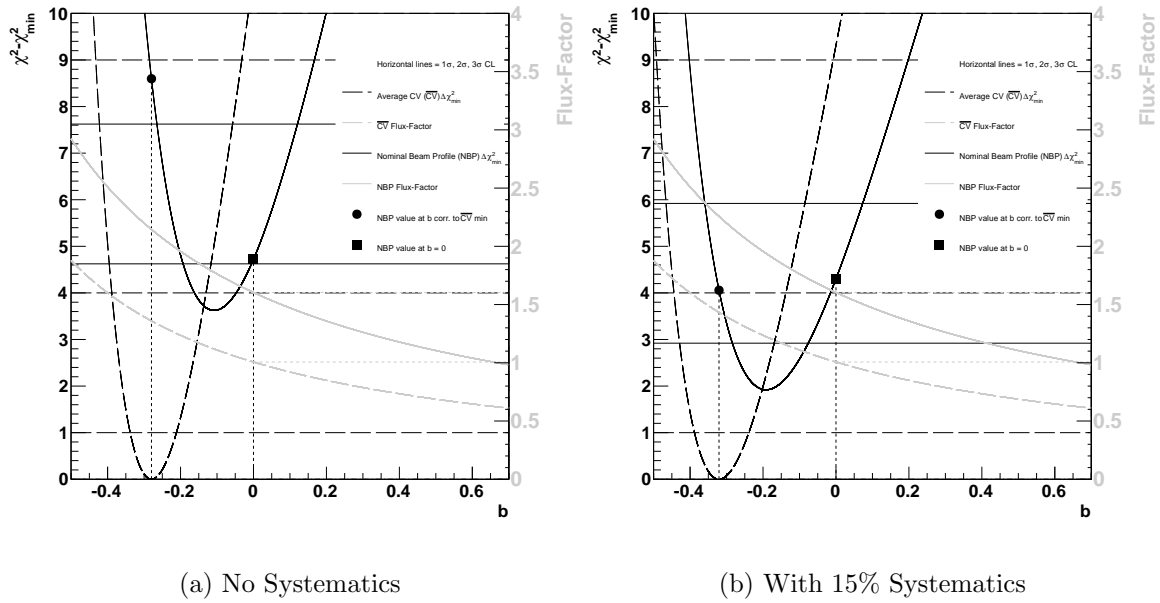 χ²-χ²min
10
9
8
7
6
5
4
3
2
1
0
-0.4 -0.2 0 0.2 0.4 0.6
b
4
3.5
3
2.5
2
1.5
1
0.5
0
Flux-Factor
Horizontal lines = 1σ, 2σ, 3σ CL
Average CV (C̅V̅) Δχ²min
C̅V̅ Flux-Factor
Nominal Beam Profile (NBP) Δχ²min
NBP Flux-Factor
NBP value at b corr. to C̅V̅ min
NBP value at b = 0
(a) No Systematics
χ²-χ²min
10
9
8
7
6
5
4
3
2
1
0
-0.4 -0.2 0 0.2 0.4 0.6
b
4
3.5
3
2.5
2
1.5
1
0.5
0
Flux-Factor
Horizontal lines = 1σ, 2σ, 3σ CL
Average CV (C̅V̅) Δχ²min
C̅V̅ Flux-Factor
Nominal Beam Profile (NBP) Δχ²min
NBP Flux-Factor
NBP value at b corr. to C̅V̅ min
NBP value at b = 0
(b) With 15% Systematics